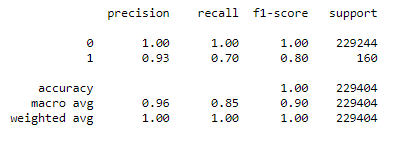 precision recall f1-score support
0 1.00 1.00 1.00 229244
1 0.93 0.70 0.80 160
accuracy 1.00 229404
macro avg 0.96 0.85 0.90 229404
weighted avg 1.00 1.00 1.00 229404